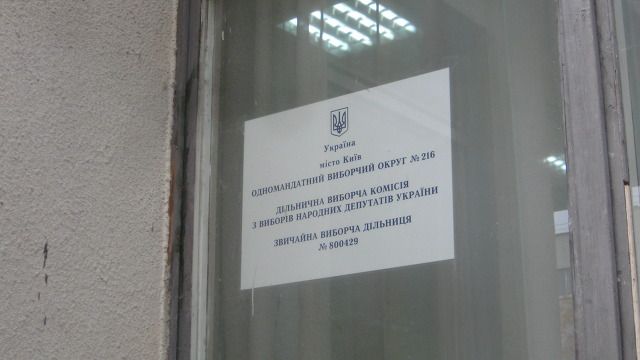 Україна
місто Київ
ОДНОМАНДАТНИЙ ВИБОРЧИЙ ОКРУГ № 216
ДІЛЬНИЧНА ВИБОРЧА КОМІСІЯ
З ВИБОРІВ НАРОДНИХ ДЕПУТАТІВ УКРАЇНИ
ЗВИЧАЙНА ВИБОРЧА ДІЛЬНИЦЯ
№ 800429